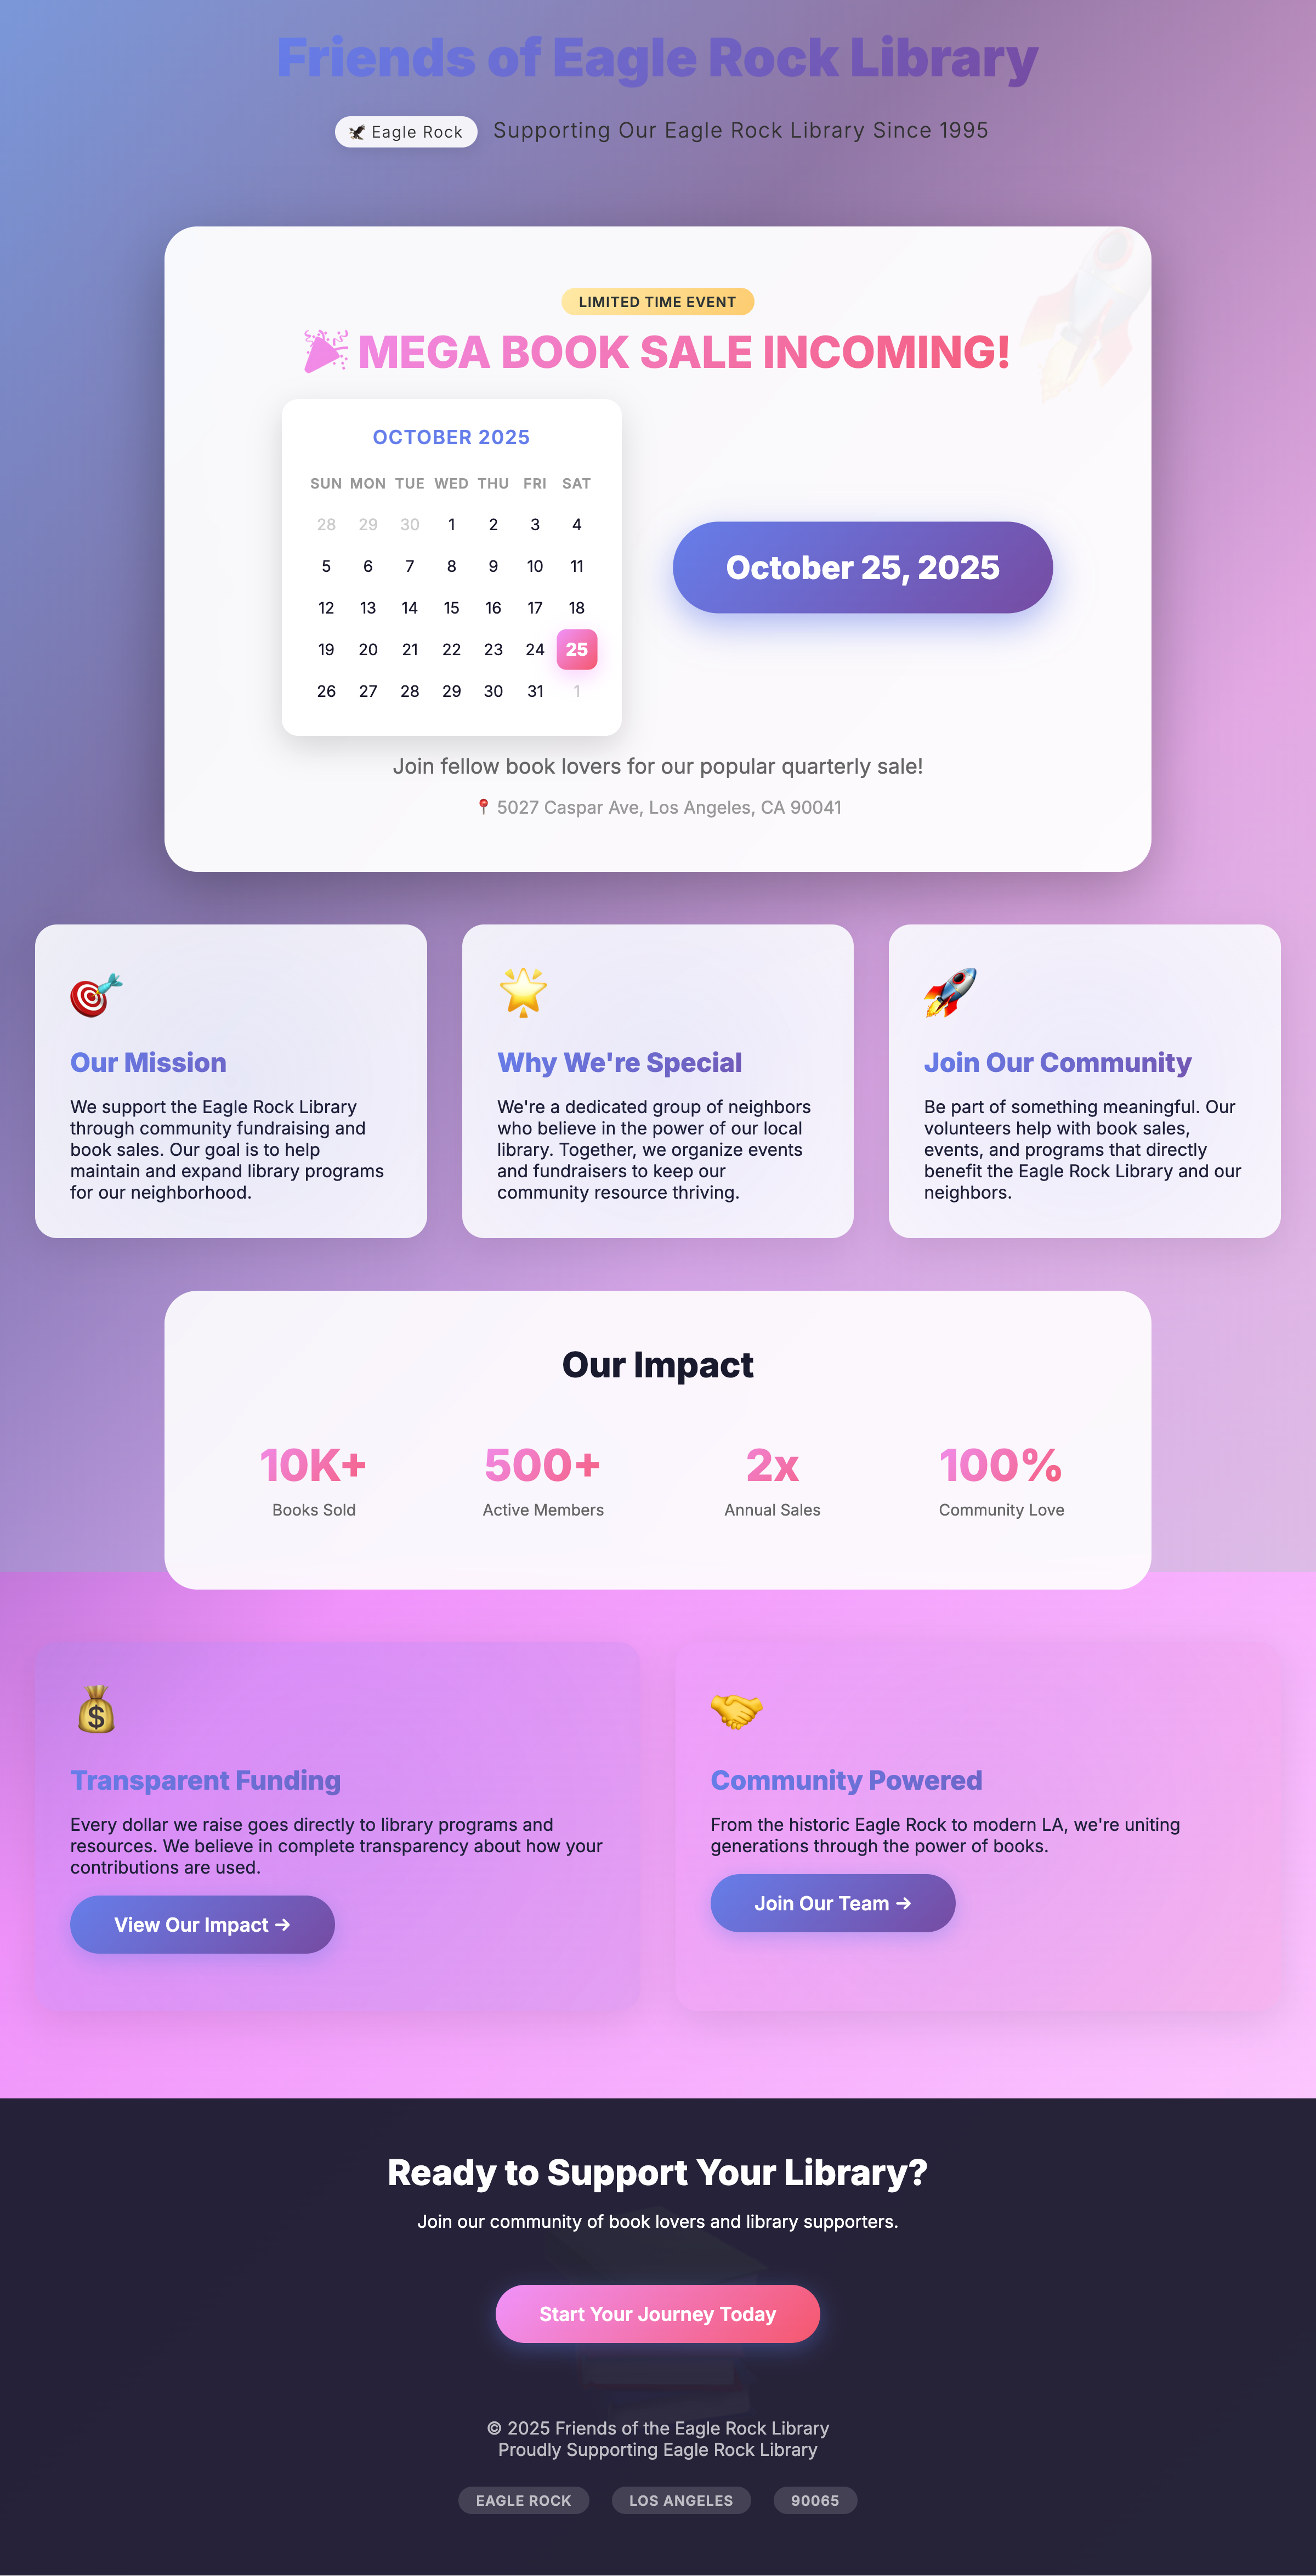 Friends of Eagle Rock Library
🦅 Eagle Rock
Supporting Our Eagle Rock Library Since 1995
LIMITED TIME EVENT
🎉 MEGA BOOK SALE INCOMING!
OCTOBER 2025
SUN MON TUE WED THU FRI SAT
28 29 30 1 2 3 4
5 6 7 8 9 10 11
12 13 14 15 16 17 18
19 20 21 22 23 24 25
26 27 28 29 30 31 1
October 25, 2025
Join fellow book lovers for our popular quarterly sale!
📍 5027 Caspar Ave, Los Angeles, CA 90041
Our Mission
We support the Eagle Rock Library
through community fundraising and
book sales. Our goal is to help
maintain and expand library programs
for our neighborhood.
Why We're Special
We're a dedicated group of neighbors
who believe in the power of our local
library. Together, we organize events
and fundraisers to keep our
community resource thriving.
Join Our Community
Be part of something meaningful. Our
volunteers help with book sales,
events, and programs that directly
benefit the Eagle Rock Library and our
neighbors.
Our Impact
10K+
Books Sold
500+
Active Members
2x
Annual Sales
100%
Community Love
Transparent Funding
Every dollar we raise goes directly to library programs and
resources. We believe in complete transparency about how your
contributions are used.
View Our Impact →
Community Powered
From the historic Eagle Rock to modern LA, we're uniting
generations through the power of books.
Join Our Team →
Ready to Support Your Library?
Join our community of book lovers and library supporters.
Start Your Journey Today
© 2025 Friends of the Eagle Rock Library
Proudly Supporting Eagle Rock Library
EAGLE ROCK
LOS ANGELES
90065